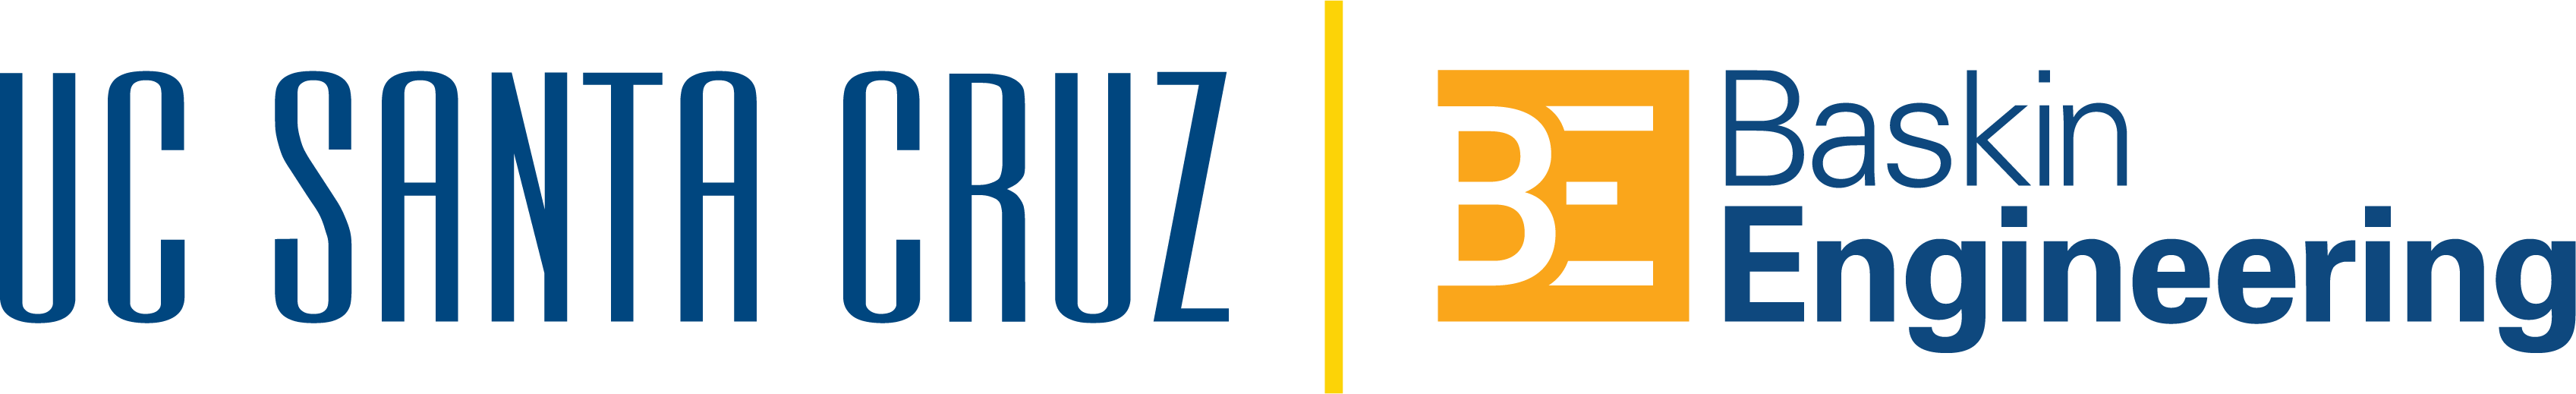 UC SANTA CRUZ
BE
Baskin
Engineering